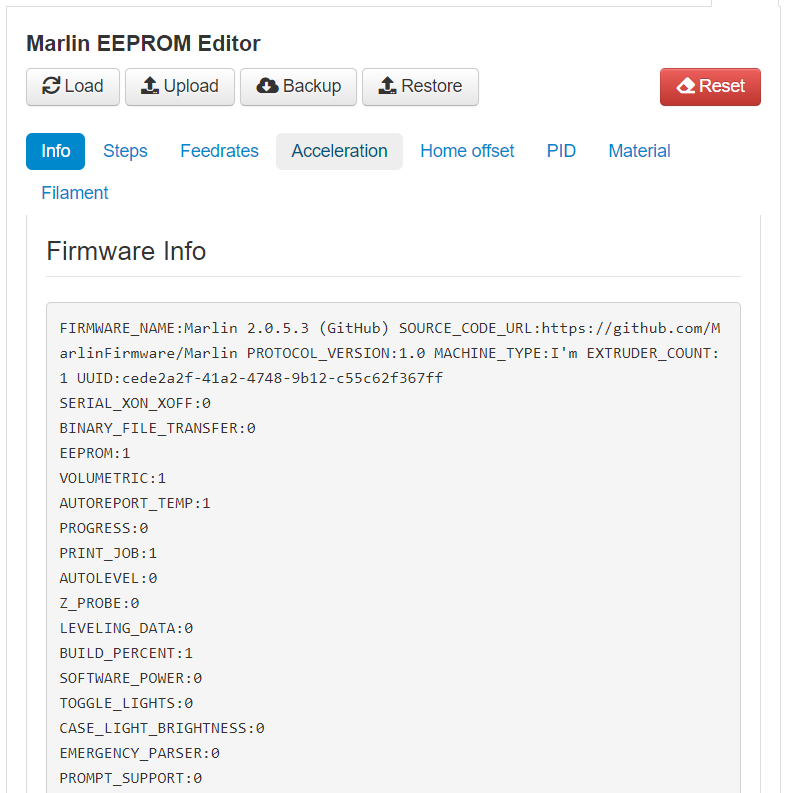 Marlin EEPROM Editor
Load Upload Backup Restore Reset
Info Steps Feedrates Acceleration Home offset PID Material
Filament
Firmware Info
FIRMWARE_NAME:Marlin 2.0.5.3 (GitHub) SOURCE_CODE_URL:https://github.com/M
arlinFirmware/Marlin PROTOCOL_VERSION:1.0 MACHINE_TYPE:I'm EXTRUDER_COUNT:
1 UUID:cede2a2f-41a2-4748-9b12-c55c62f367ff
SERIAL_XON_XOFF:0
BINARY_FILE_TRANSFER:0
EEPROM:1
VOLUMETRIC:1
AUTOREPORT_TEMP:1
PROGRESS:0
PRINT_JOB:1
AUTOLEVEL:0
Z_PROBE:0
LEVELING_DATA:0
BUILD_PERCENT:1
SOFTWARE_POWER:0
TOGGLE_LIGHTS:0
CASE_LIGHT_BRIGHTNESS:0
EMERGENCY_PARSER:0
PROMPT_SUPPORT:0